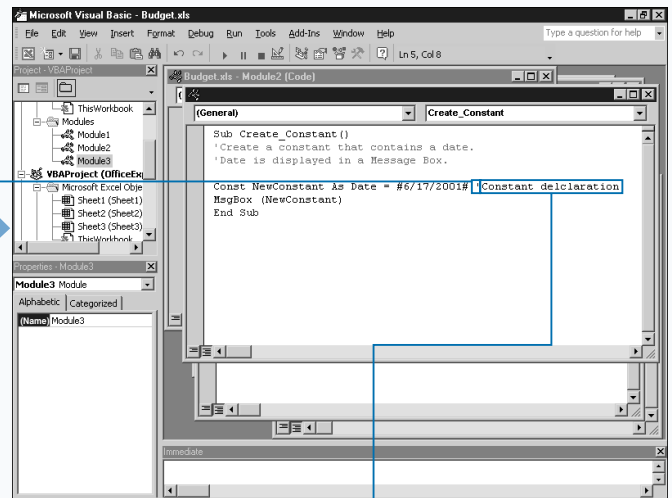 Microsoft Visual Basic - Budget.xls
File Edit View Insert Format Debug Run Tools Add-Ins Window Help
Type a question for help
Ln 5, Col 8
Project - VBAProject
Budget.xls - Module2 (Code)
ThisWorkbook
Modules
Module1
Module2
Module3
VBAProject (OfficeExp
Microsoft Excel Obje
Sheet1 (Sheet1)
Sheet2 (Sheet2)
Sheet3 (Sheet3)
ThisWorkbook
(General)
Create_Constant
Sub Create_Constant()
'Create a constant that contains a date.
'Date is displayed in a Message Box.
Const NewConstant As Date = #6/17/2001# 'Constant delclaration
MsgBox (NewConstant)
End Sub
Properties - Module3
Module3 Module
Alphabetic Categorized
(Name) Module3
Immediate